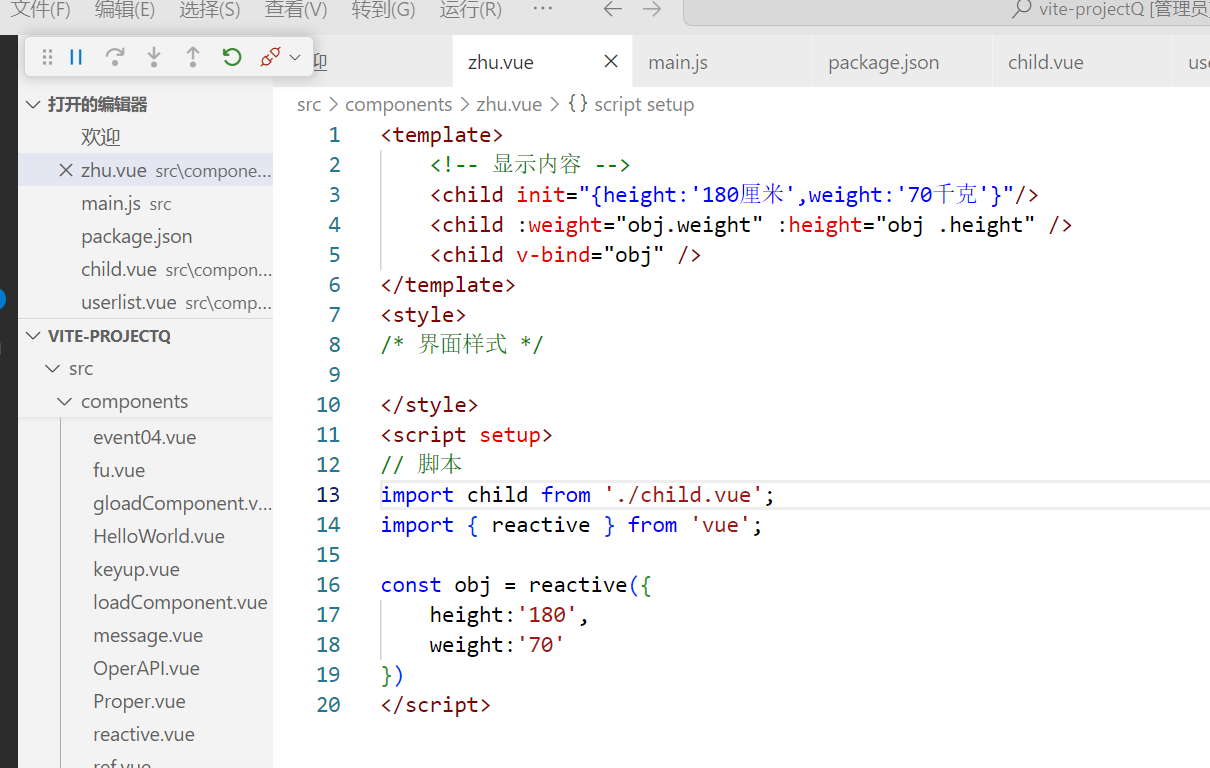 文件(F) 编辑(E) 选择(S) 查看(V) 转到(G) 运行(R) ··· vite-projectQ [管理员
迎 zhu.vue main.js package.json child.vue use
打开的编辑器
欢迎
zhu.vue src\compone...
main.js src
package.json
child.vue src\compon...
userlist.vue src\comp...
VITE-PROJECTQ
src
components
event04.vue
fu.vue
gloadComponent.v...
HelloWorld.vue
keyup.vue
loadComponent.vue
message.vue
OperAPI.vue
Proper.vue
reactive.vue
ref.vue
src > components > zhu.vue > {} script setup
1 <template>
2 <!-- 显示内容 -->
3 <child init="{height:'180厘米',weight:'70千克'}"/>
4 <child :weight="obj.weight" :height="obj .height" />
5 <child v-bind="obj" />
6 </template>
7 <style>
8 /* 界面样式 */
9
10 </style>
11 <script setup>
12 // 脚本
13 import child from './child.vue';
14 import { reactive } from 'vue';
15
16 const obj = reactive({
17 height:'180',
18 weight:'70'
19 })
20 </script>